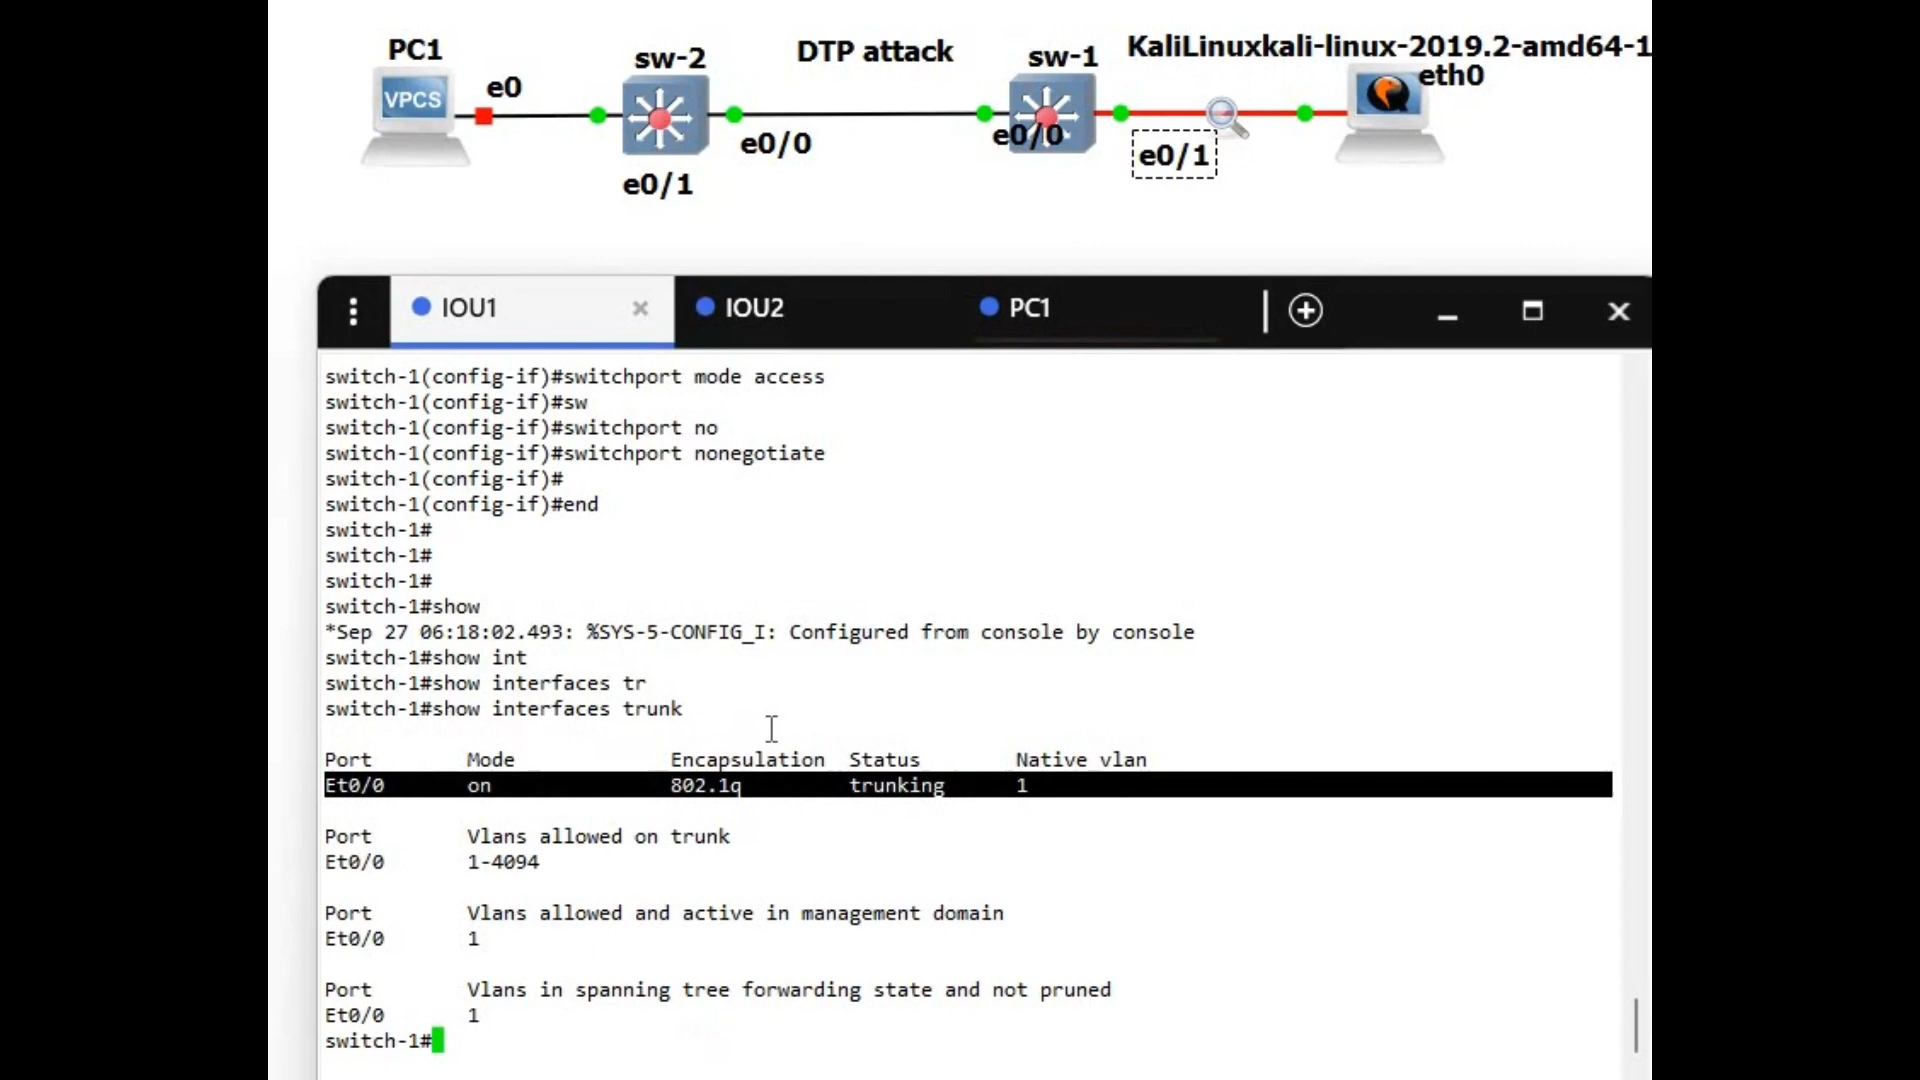 PC1
sw-2
DTP attack
sw-1
KaliLinuxkali-linux-2019.2-amd64-1
eth0
VPCS
e0
e0/0
e0/0
e0/1
e0/1
IOU1
IOU2
PC1
switch-1(config-if)#switchport mode access
switch-1(config-if)#sw
switch-1(config-if)#switchport no
switch-1(config-if)#switchport nonegotiate
switch-1(config-if)#
switch-1(config-if)#end
switch-1#
switch-1#
switch-1#
switch-1#show
*Sep 27 06:18:02.493: %SYS-5-CONFIG_I: Configured from console by console
switch-1#show int
switch-1#show interfaces tr
switch-1#show interfaces trunk
Port Mode Encapsulation Status Native vlan
Et0/0 on 802.1q trunking 1
Port Vlans allowed on trunk
Et0/0 1-4094
Port Vlans allowed and active in management domain
Et0/0 1
Port Vlans in spanning tree forwarding state and not pruned
Et0/0 1
switch-1#